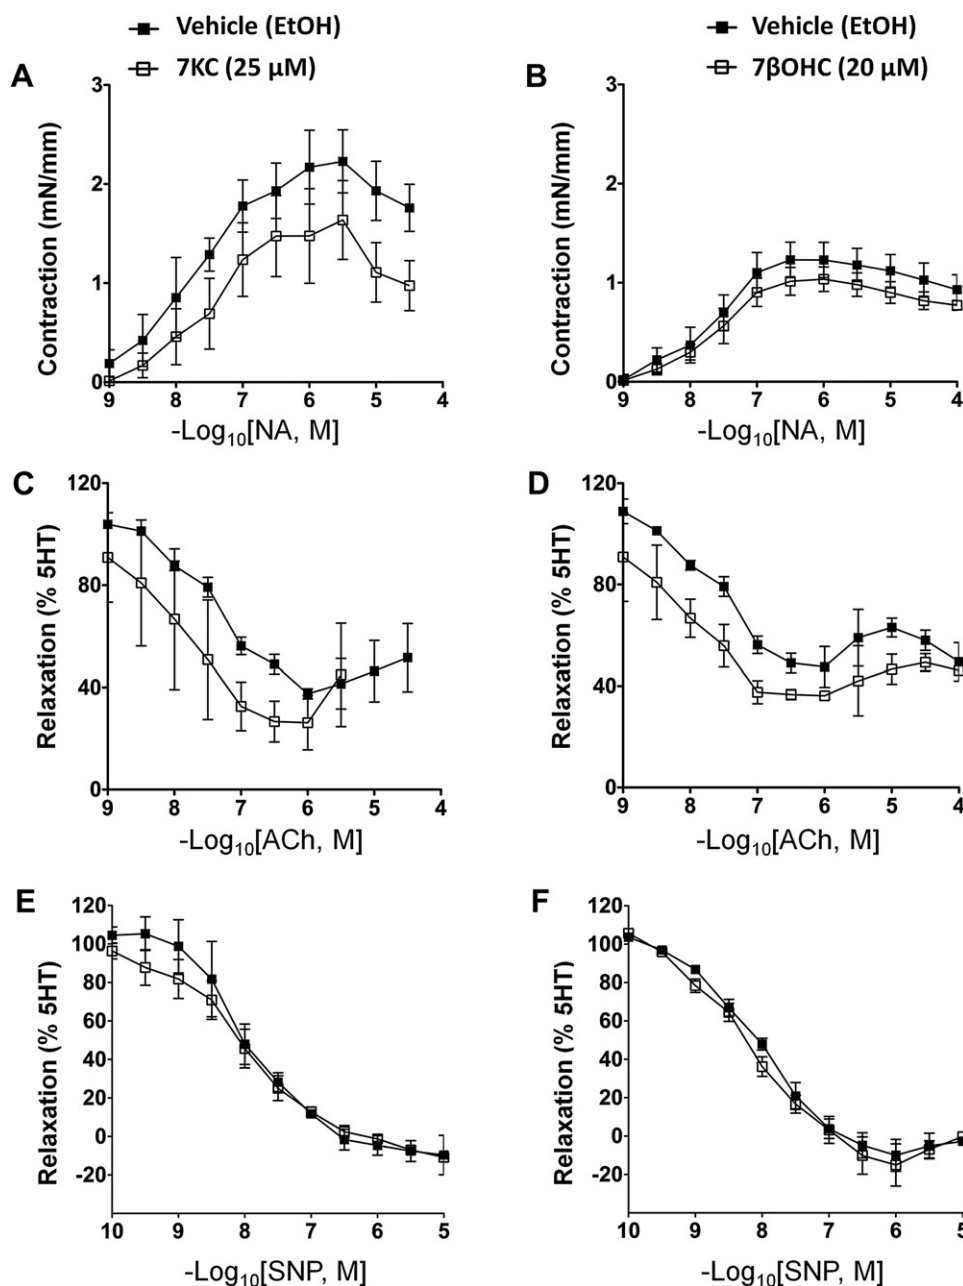 Vehicle (EtOH)
7KC (25 μM)
Vehicle (EtOH)
7βOHC (20 μM)
A
3
2
1
0
Contraction (mN/mm)
9 8 7 6 5 4
-Log₁₀[NA, M]
B
3
2
1
0
Contraction (mN/mm)
9 8 7 6 5 4
-Log₁₀[NA, M]
C
120
80
40
0
Relaxation (% 5HT)
9 8 7 6 5 4
-Log₁₀[ACh, M]
D
120
80
40
0
Relaxation (% 5HT)
9 8 7 6 5 4
-Log₁₀[ACh, M]
E
120
100
80
60
40
20
0
-20
Relaxation (% 5HT)
10 9 8 7 6 5
-Log₁₀[SNP, M]
F
120
100
80
60
40
20
0
-20
Relaxation (% 5HT)
10 9 8 7 6 5
-Log₁₀[SNP, M]